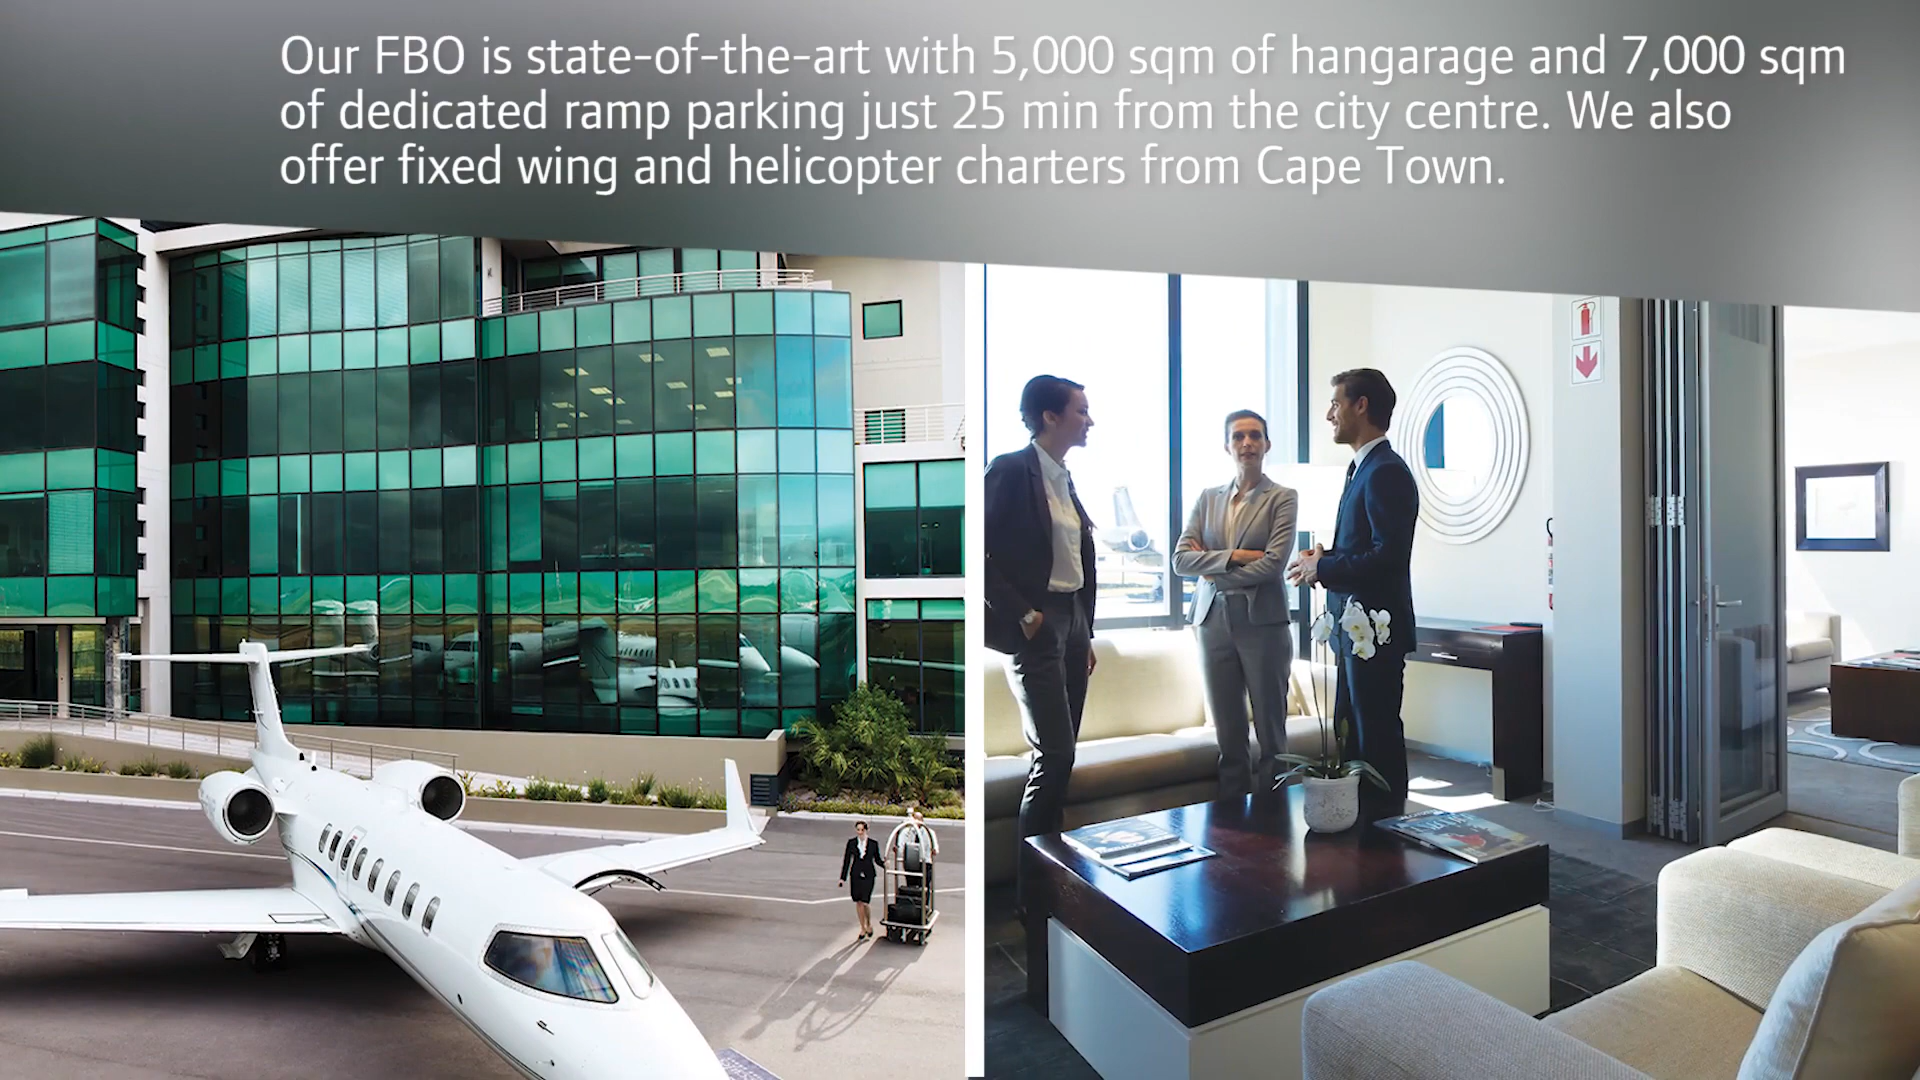 Our FBO is state-of-the-art with 5,000 sqm of hangarage and 7,000 sqm
of dedicated ramp parking just 25 min from the city centre. We also
offer fixed wing and helicopter charters from Cape Town.